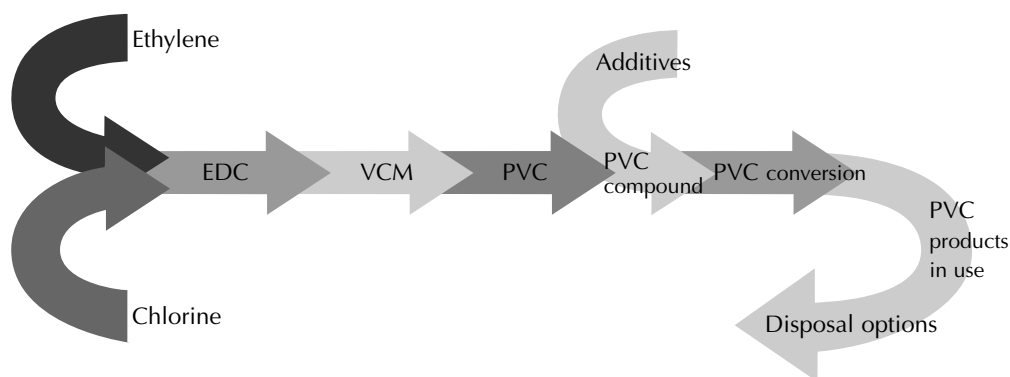 Ethylene
Additives
EDC
VCM
PVC
PVC
compound
PVC conversion
PVC
products
in use
Chlorine
Disposal options